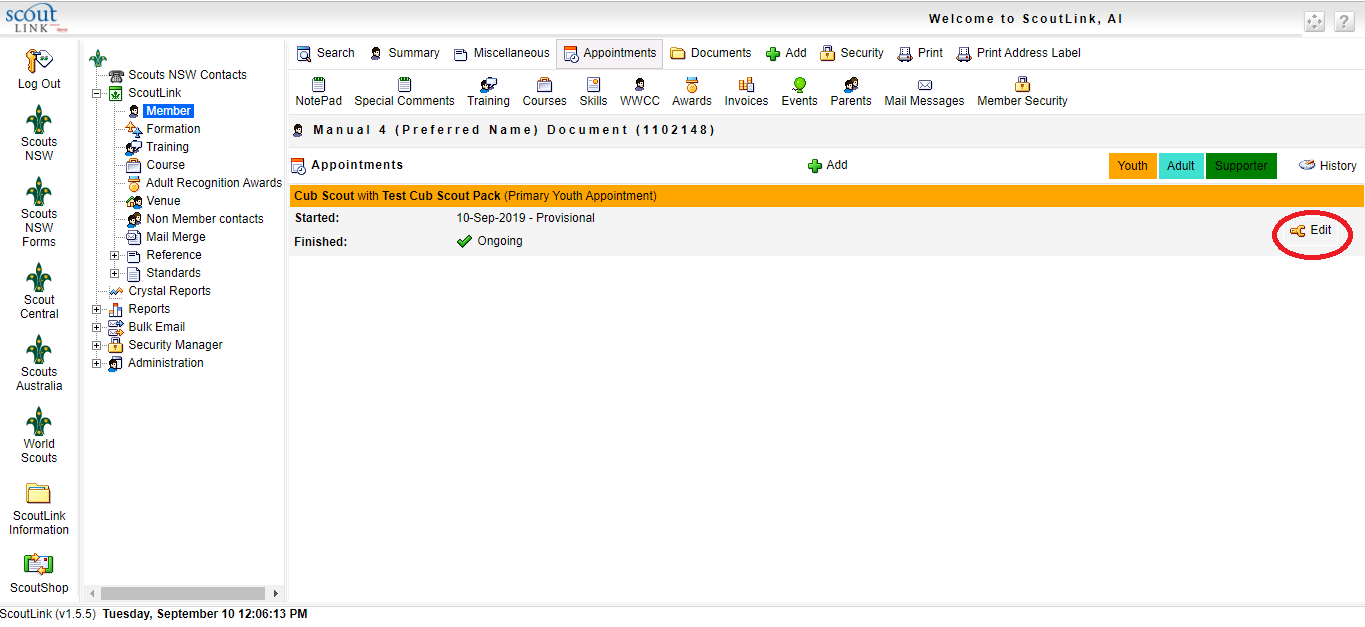 scout
LINK
Welcome to ScoutLink, Al
?
Log Out
Scouts
NSW
Scouts
NSW
Forms
Scout
Central
Scouts
Australia
World
Scouts
ScoutLink
Information
ScoutShop
Scouts NSW Contacts
ScoutLink
Member
Formation
Training
Course
Adult Recognition Awards
Venue
Non Member contacts
Mail Merge
Reference
Standards
Crystal Reports
Reports
Bulk Email
Security Manager
Administration
Search Summary Miscellaneous Appointments Documents Add Security Print Print Address Label
NotePad Special Comments Training Courses Skills WWCC Awards Invoices Events Parents Mail Messages Member Security
Manual 4 (Preferred Name) Document (1102148)
Appointments Add Youth Adult Supporter History
Cub Scout with Test Cub Scout Pack (Primary Youth Appointment)
Started: 10-Sep-2019 - Provisional
Edit
Finished: Ongoing
ScoutLink (v1.5.5) Tuesday, September 10 12:06:13 PM